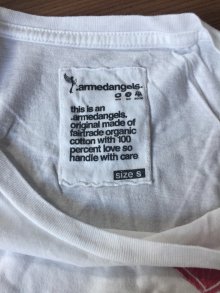 .armedangels.
this is an
.armedangels.
original made of
fairtrade organic
cotton with 100
percent love so
handle with care
size s